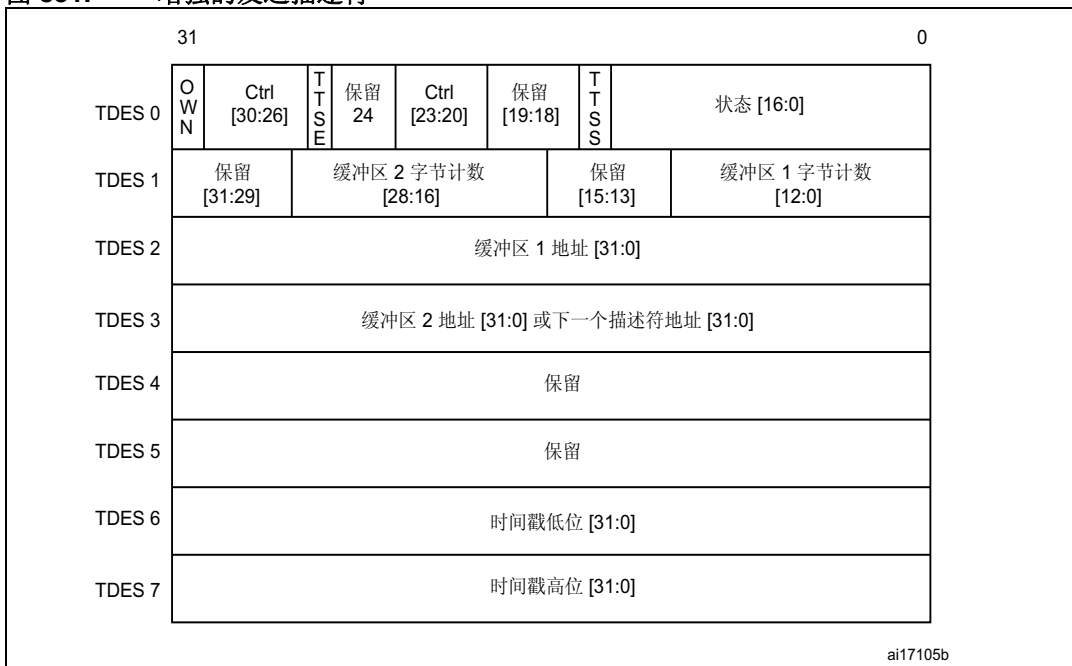 31 0
TDES 0 OWN Ctrl [30:26] TTSE 保留 24 Ctrl [23:20] 保留 [19:18] TTSS 状态 [16:0]
TDES 1 保留 [31:29] 缓冲区 2 字节计数 [28:16] 保留 [15:13] 缓冲区 1 字节计数 [12:0]
TDES 2 缓冲区 1 地址 [31:0]
TDES 3 缓冲区 2 地址 [31:0] 或下一个描述符地址 [31:0]
TDES 4 保留
TDES 5 保留
TDES 6 时间戳低位 [31:0]
TDES 7 时间戳高位 [31:0]
ai17105b